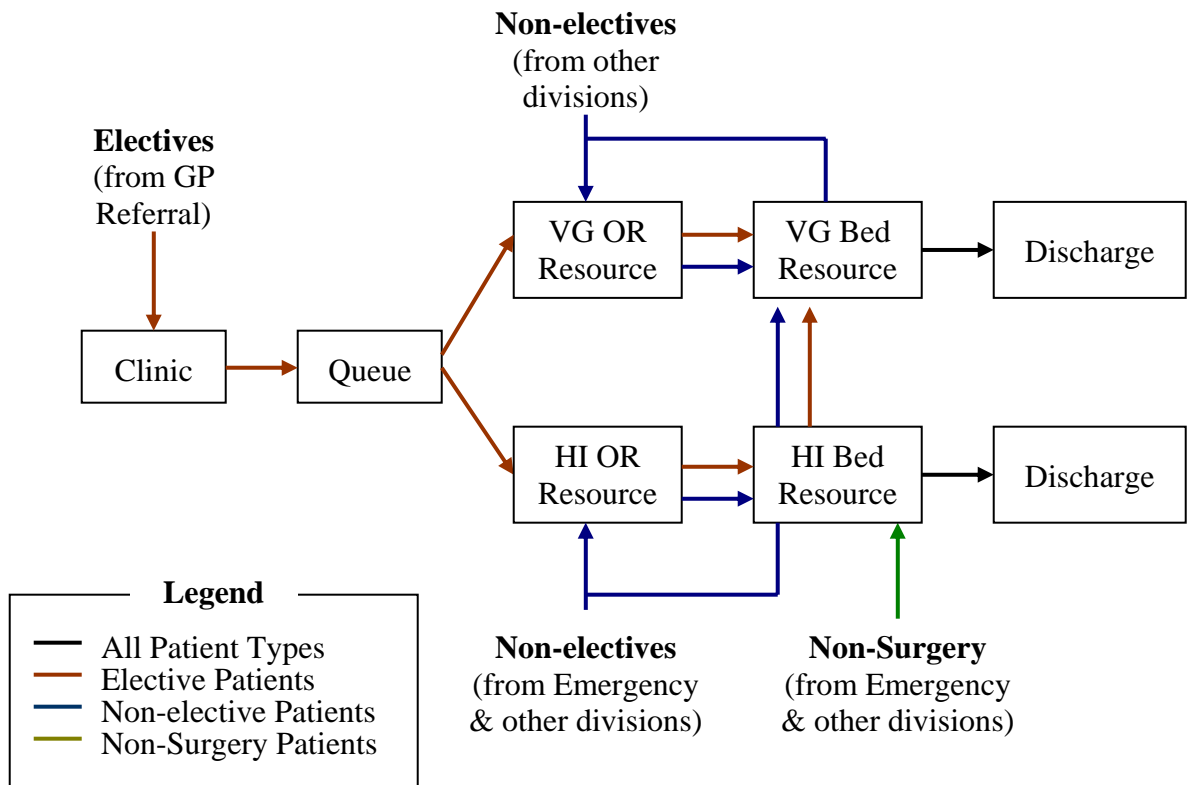 Non-electives
(from other
divisions)
Electives
(from GP
Referral)
VG OR
Resource
VG Bed
Resource
Discharge
Clinic
Queue
HI OR
Resource
HI Bed
Resource
Discharge
Legend
All Patient Types
Elective Patients
Non-elective Patients
Non-Surgery Patients
Non-electives
(from Emergency
& other divisions)
Non-Surgery
(from Emergency
& other divisions)